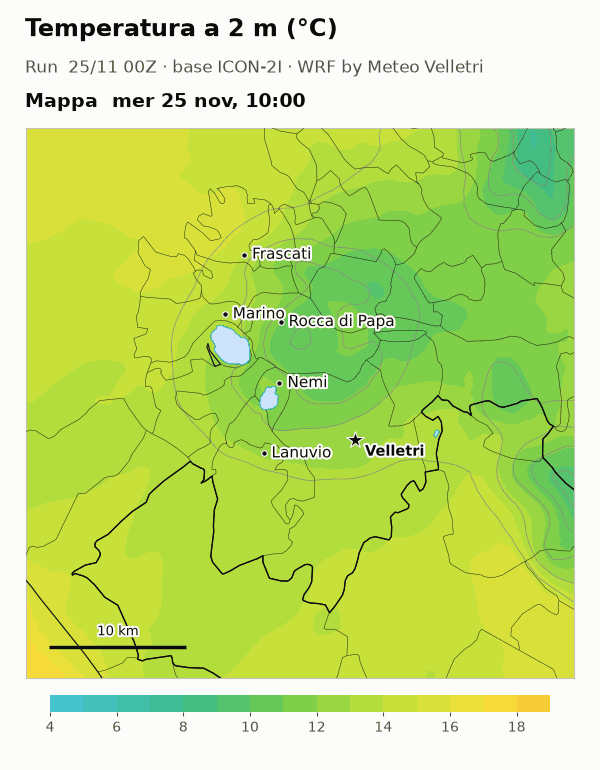 Temperatura a 2 m (°C)
Run  25/11 00Z · base ICON-2I · WRF by Meteo Velletri
Mappa  mer 25 nov, 10:00
Frascati
Marino
Rocca di Papa
Nemi
Velletri
Lanuvio
10 km
4 6 8 10 12 14 16 18